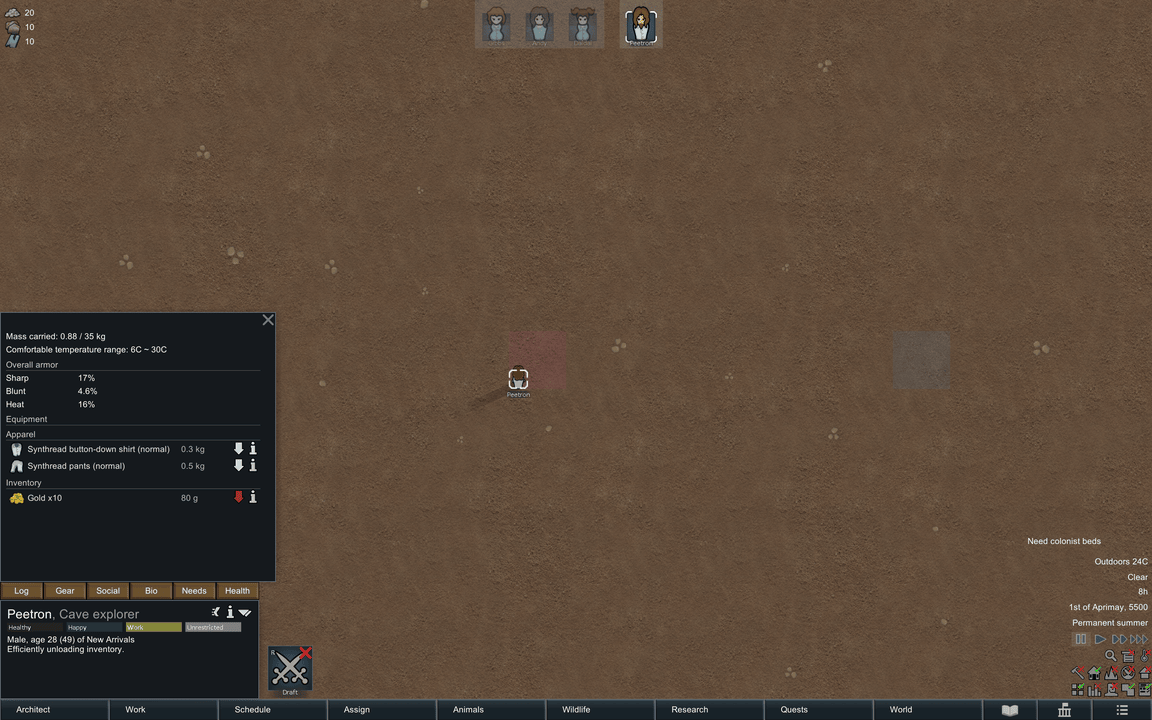 20
10
10
Peetron
Peetron
Mass carried: 0.88 / 35 kg
Comfortable temperature range: 6C ~ 30C
Overall armor
Sharp 17%
Blunt 4.6%
Heat 16%
Equipment
Apparel
Synthread button-down shirt (normal) 0.3 kg
Synthread pants (normal) 0.5 kg
Inventory
Gold x10 80 g
Log Gear Social Bio Needs Health
Peetron, Cave explorer
Healthy Happy Work Unrestricted
Male, age 28 (49) of New Arrivals
Efficiently unloading inventory.
R
Draft
Need colonist beds
Outdoors 24C
Clear
8h
1st of Aprimay, 5500
Permanent summer
Architect Work Schedule Assign Animals Wildlife Research Quests World